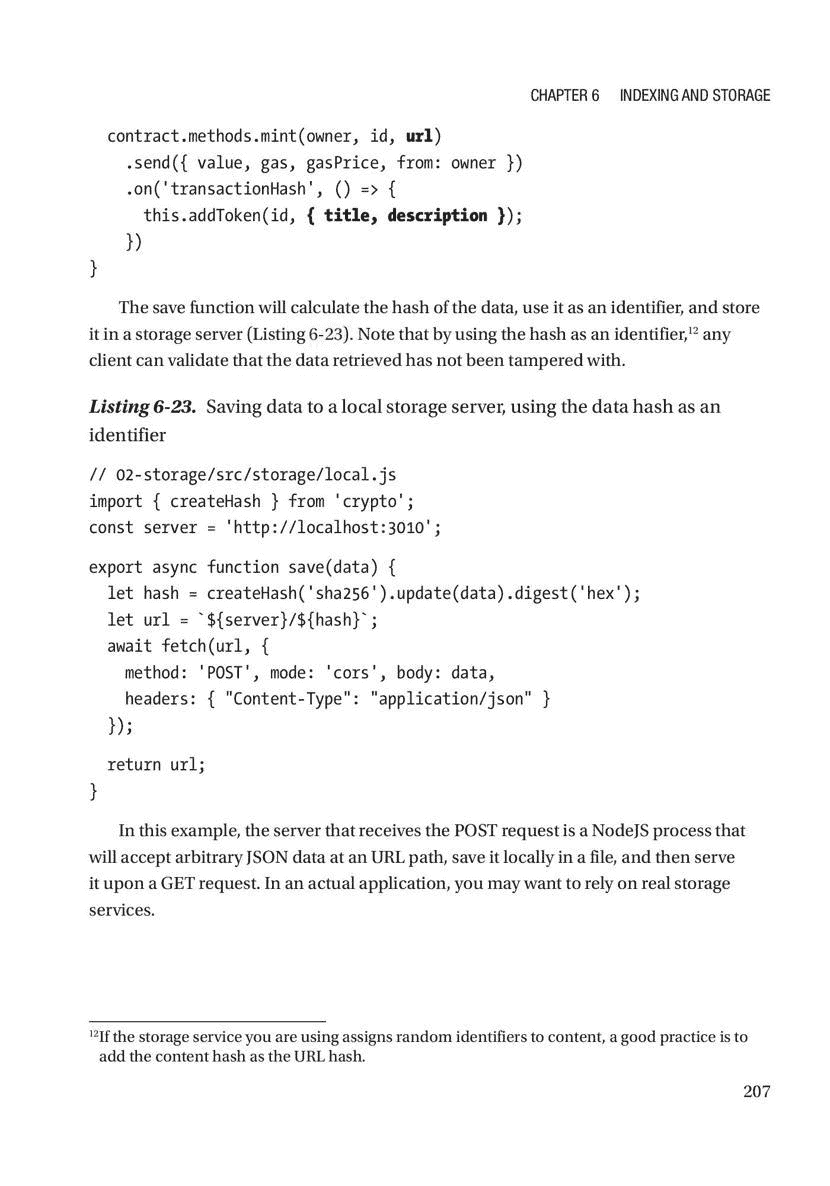 CHAPTER 6 INDEXING AND STORAGE
contract.methods.mint(owner, id, url)
.send({ value, gas, gasPrice, from: owner })
.on('transactionHash', () => {
this.addToken(id, { title, description });
})
}
The save function will calculate the hash of the data, use it as an identifier, and store
it in a storage server (Listing 6-23). Note that by using the hash as an identifier,12 any
client can validate that the data retrieved has not been tampered with.
Listing 6-23. Saving data to a local storage server, using the data hash as an
identifier
// 02-storage/src/storage/local.js
import { createHash } from 'crypto';
const server = 'http://localhost:3010';
export async function save(data) {
let hash = createHash('sha256').update(data).digest('hex');
let url = `${server}/${hash}`;
await fetch(url, {
method: 'POST', mode: 'cors', body: data,
headers: { "Content-Type": "application/json" }
});
return url;
}
In this example, the server that receives the POST request is a NodeJS process that
will accept arbitrary JSON data at an URL path, save it locally in a file, and then serve
it upon a GET request. In an actual application, you may want to rely on real storage
services.
12If the storage service you are using assigns random identifiers to content, a good practice is to
add the content hash as the URL hash.
207